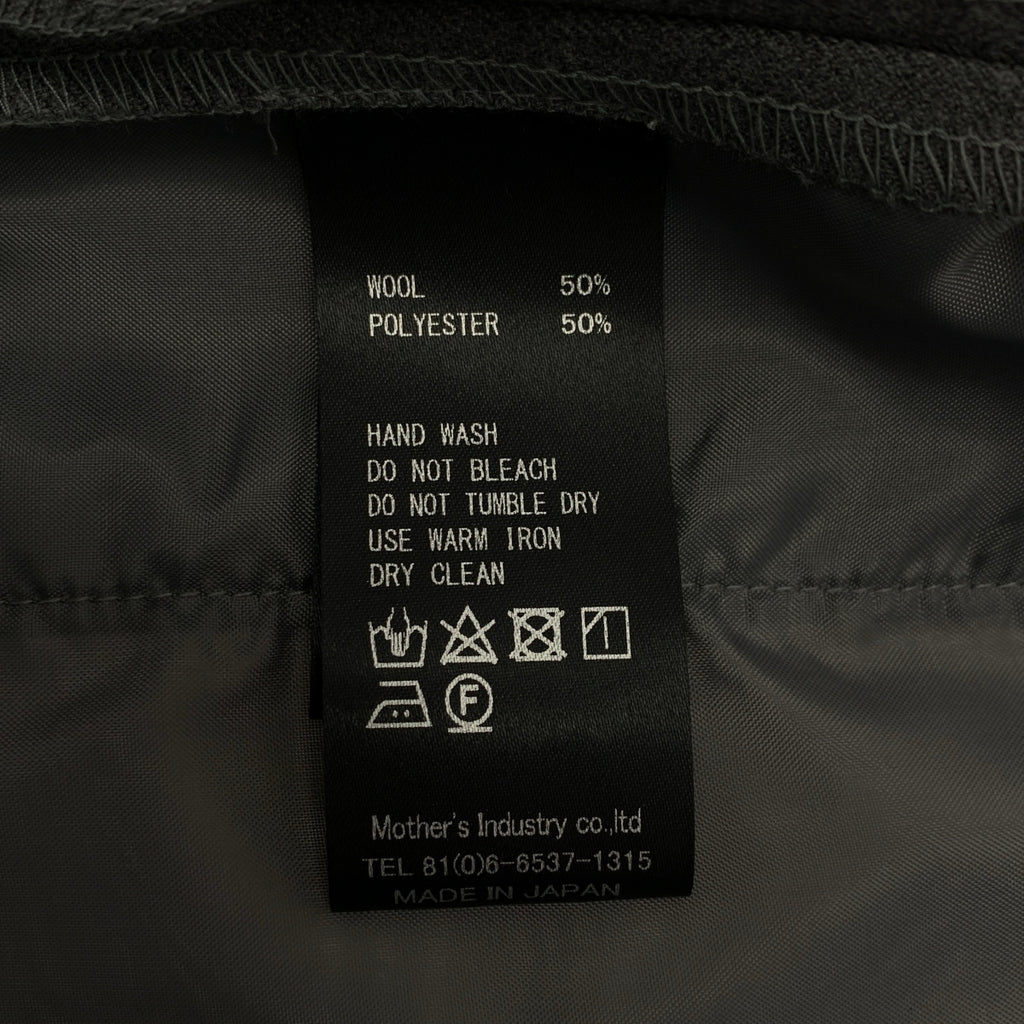 WOOL 50%
POLYESTER 50%
HAND WASH
DO NOT BLEACH
DO NOT TUMBLE DRY
USE WARM IRON
DRY CLEAN
F
Mother's Industry co.,ltd
TEL 81(0)6-6537-1315
MADE IN JAPAN